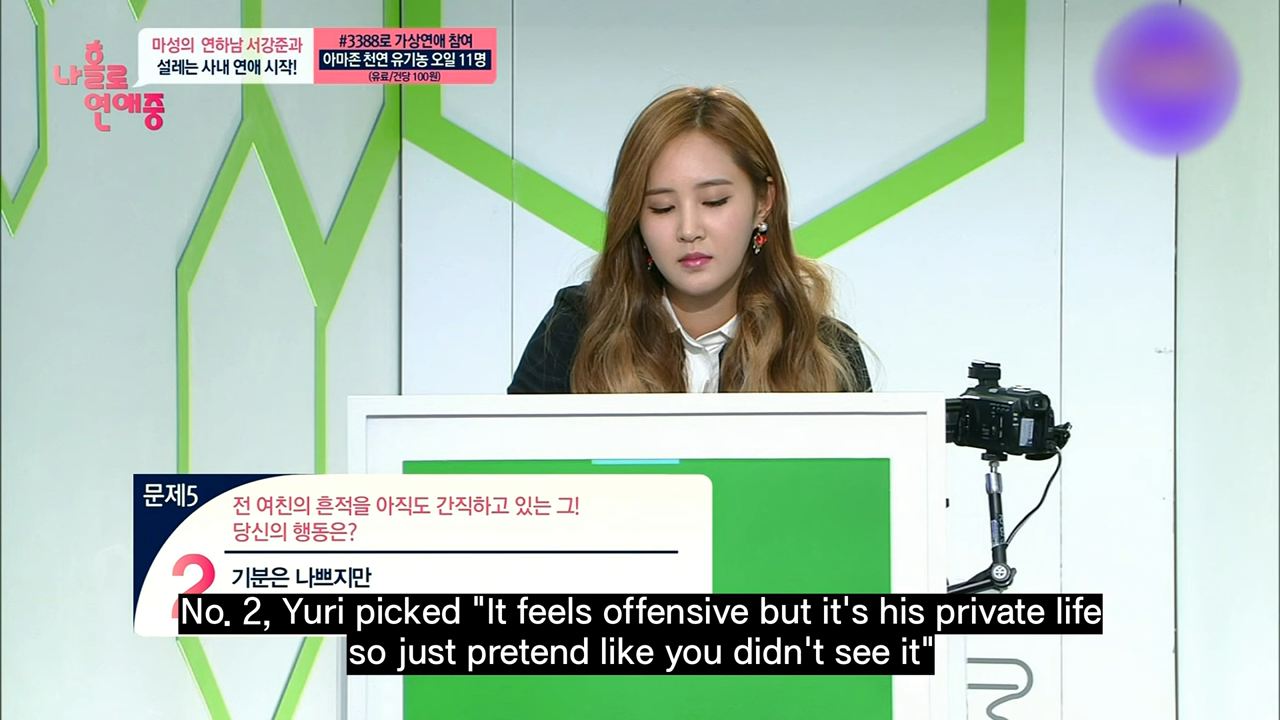 나홀로
연애중
마성의 연하남 서강준과
설레는 사내 연애 시작!
#3388로 가상연애 참여
아마존 천연 유기농 오일 11명
(유료/건당 100원)
문제5
전 여친의 흔적을 아직도 간직하고 있는 그!
당신의 행동은?
2
기분은 나쁘지만
No. 2, Yuri picked "It feels offensive but it's his private life
so just pretend like you didn't see it"